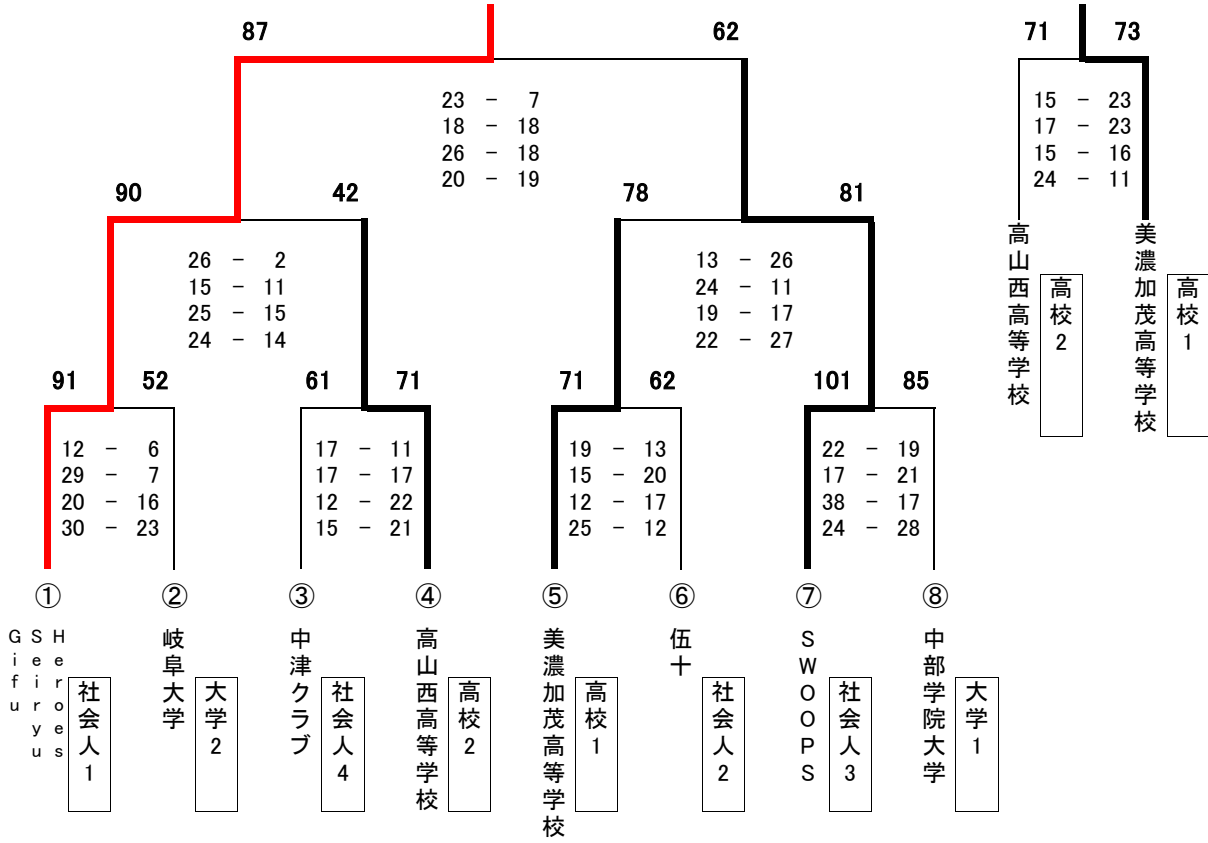 87 62 71 73
23 - 7
18 - 18
26 - 18
20 - 19
15 - 23
17 - 23
15 - 16
24 - 11
高山西高等学校
高校2
美濃加茂高等学校
高校1
90 42 78 81
26 - 2
15 - 11
25 - 15
24 - 14
13 - 26
24 - 11
19 - 17
22 - 27
91 52 61 71 71 62 101 85
12 - 6
29 - 7
20 - 16
30 - 23
17 - 11
17 - 17
12 - 22
15 - 21
19 - 13
15 - 20
12 - 17
25 - 12
22 - 19
17 - 21
38 - 17
24 - 28
① ② ③ ④ ⑤ ⑥ ⑦ ⑧
Gifu
Seiryu
Heroes
社会人1
岐阜大学
大学2
中津クラブ
社会人4
高山西高等学校
高校2
美濃加茂高等学校
高校1
伍十
社会人2
SWOOPS
社会人3
中部学院大学
大学1